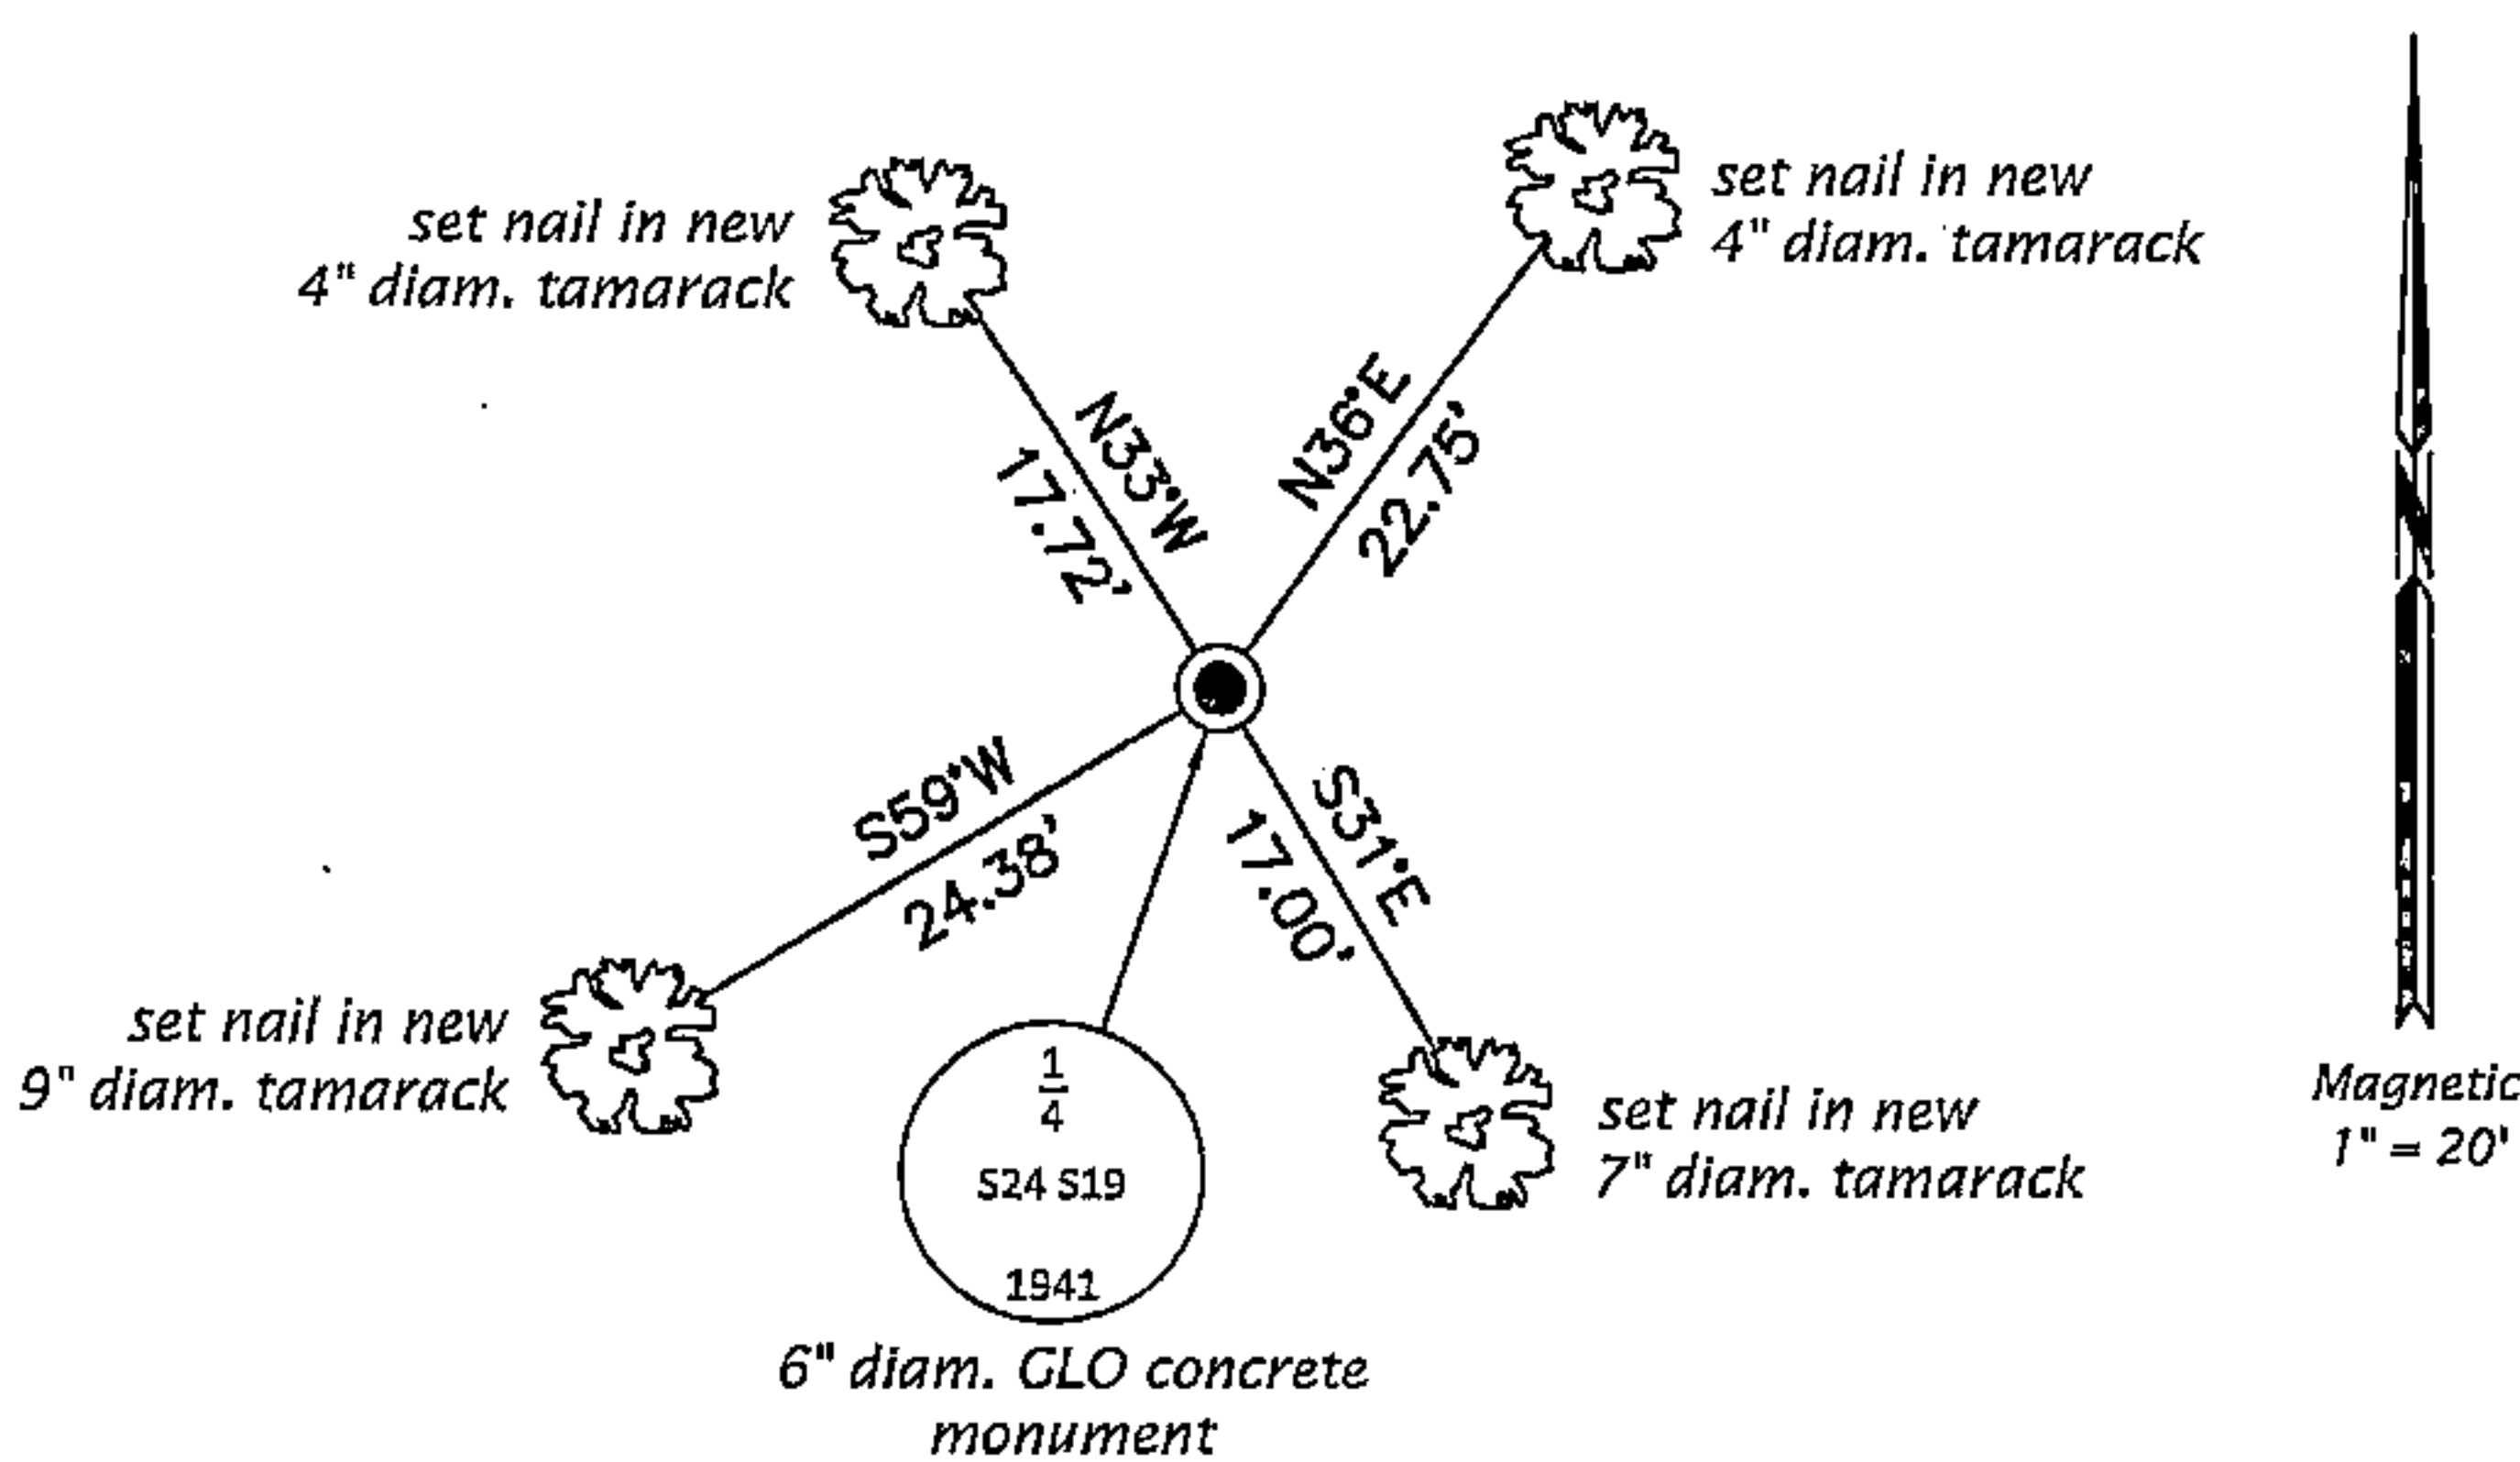 set nail in new
4" diam. tamarack
set nail in new
4" diam. tamarack
N33°W
17.72'
N36°E
22.75'
N
S59°W
24.38'
S31°E
17.00'
set nail in new
9" diam. tamarack
1
4
S24 S19
1941
set nail in new
7" diam. tamarack
Magnetic
1" = 20'
6" diam. GLO concrete
monument